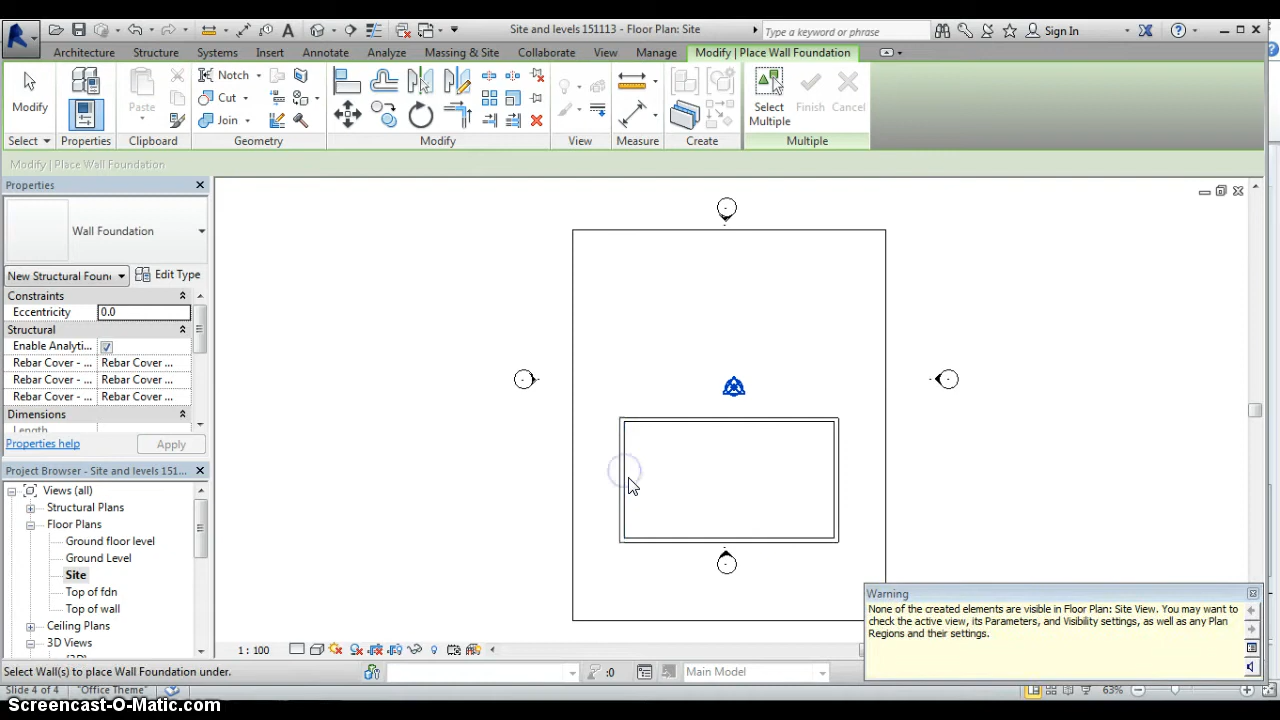 Site and levels 151113 - Floor Plan: Site
Type a keyword or phrase
Sign In
Architecture Structure Systems Insert Annotate Analyze Massing & Site Collaborate View Manage Modify | Place Wall Foundation
Modify
Paste
Notch
Cut
Join
Select Multiple
Finish
Cancel
Select Properties Clipboard Geometry Modify View Measure Create Multiple
Modify | Place Wall Foundation
Properties
Wall Foundation
New Structural Foun Edit Type
Constraints
Eccentricity 0.0
Structural
Enable Analyti...
Rebar Cover - ... Rebar Cover ...
Rebar Cover - ... Rebar Cover ...
Rebar Cover - ... Rebar Cover ...
Dimensions
Length
Properties help Apply
Project Browser - Site and levels 151...
Views (all)
Structural Plans
Floor Plans
Ground floor level
Ground Level
Site
Top of fdn
Top of wall
Ceiling Plans
3D Views
{3D}
1 : 100
Warning
None of the created elements are visible in Floor Plan: Site View. You may want to
check the active view, its Parameters, and Visibility settings, as well as any Plan
Regions and their settings.
Select Wall(s) to place Wall Foundation under.
:0
Main Model
Slide 4 of 4 "Office Theme"
63%
Screencast-O-Matic.com